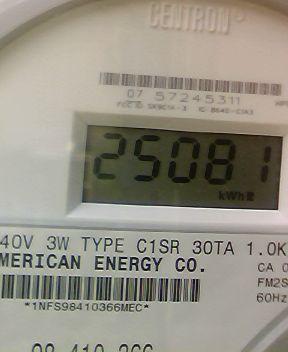 CENTRON
07 57245311
25081
kWh
40V 3W TYPE C1SR 30TA 1.0K
MERICAN ENERGY CO.
CA 0
FM2S
60Hz
*1NFS98410366MEC*